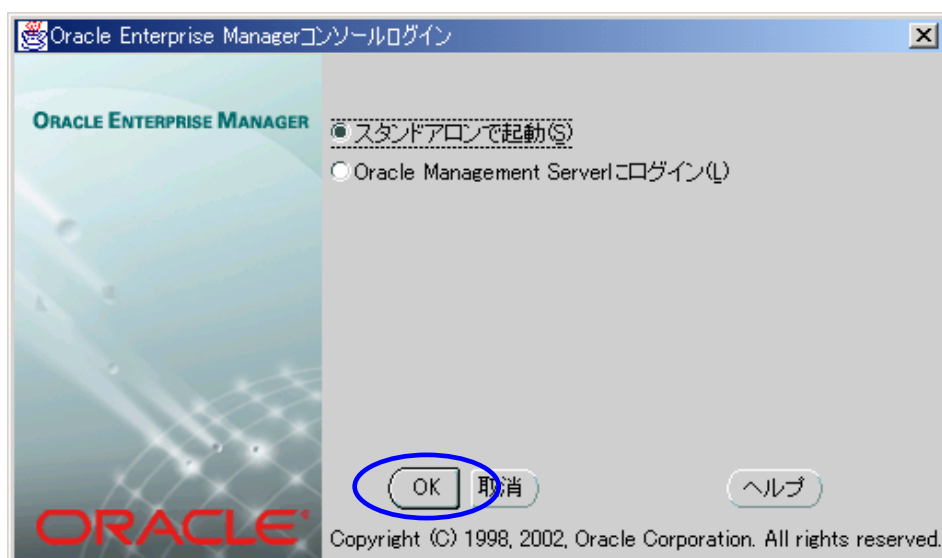 Oracle Enterprise Managerコンソールログイン
ORACLE ENTERPRISE MANAGER
スタンドアロンで起動(S)
Oracle Management Serverにログイン(L)
OK 取消 ヘルプ
ORACLE
Copyright (C) 1998, 2002, Oracle Corporation. All rights reserved.